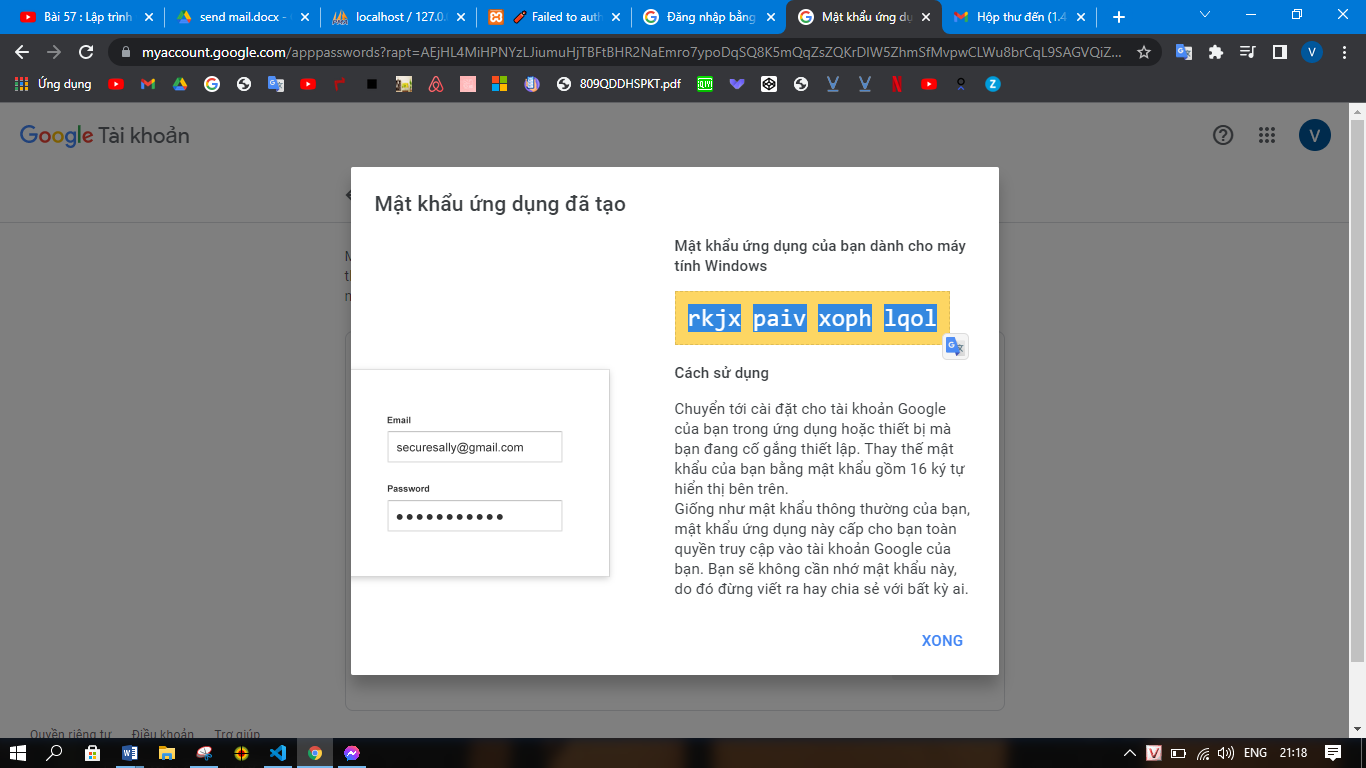 Bài 57 : Lập trình
send mail.docx -
localhost / 127.0.
Failed to auth
Đăng nhập bằng
Mật khẩu ứng dụ
Hộp thư đến (1.4
myaccount.google.com/apppasswords?rapt=
V
Ứng dụng
809QDDHSPKT.pdf
Google Tài khoản
V
Mật khẩu ứng dụng đã tạo
Mật khẩu ứng dụng của bạn dành cho máy
tính Windows
rkjx paiv xoph lqol
Cách sử dụng
Chuyển tới cài đặt cho tài khoản Google
của bạn trong ứng dụng hoặc thiết bị mà
bạn đang cố gắng thiết lập. Thay thế mật
khẩu của bạn bằng mật khẩu gồm 16 ký tự
hiển thị bên trên.
Giống như mật khẩu thông thường của bạn,
mật khẩu ứng dụng này cấp cho bạn toàn
quyền truy cập vào tài khoản Google của
bạn. Bạn sẽ không cần nhớ mật khẩu này,
do đó đừng viết ra hay chia sẻ với bất kỳ ai.
Email
securesally@gmail.com
Password
XONG
Quyền riêng tư Điều khoản Trợ giúp
ENG
21:18